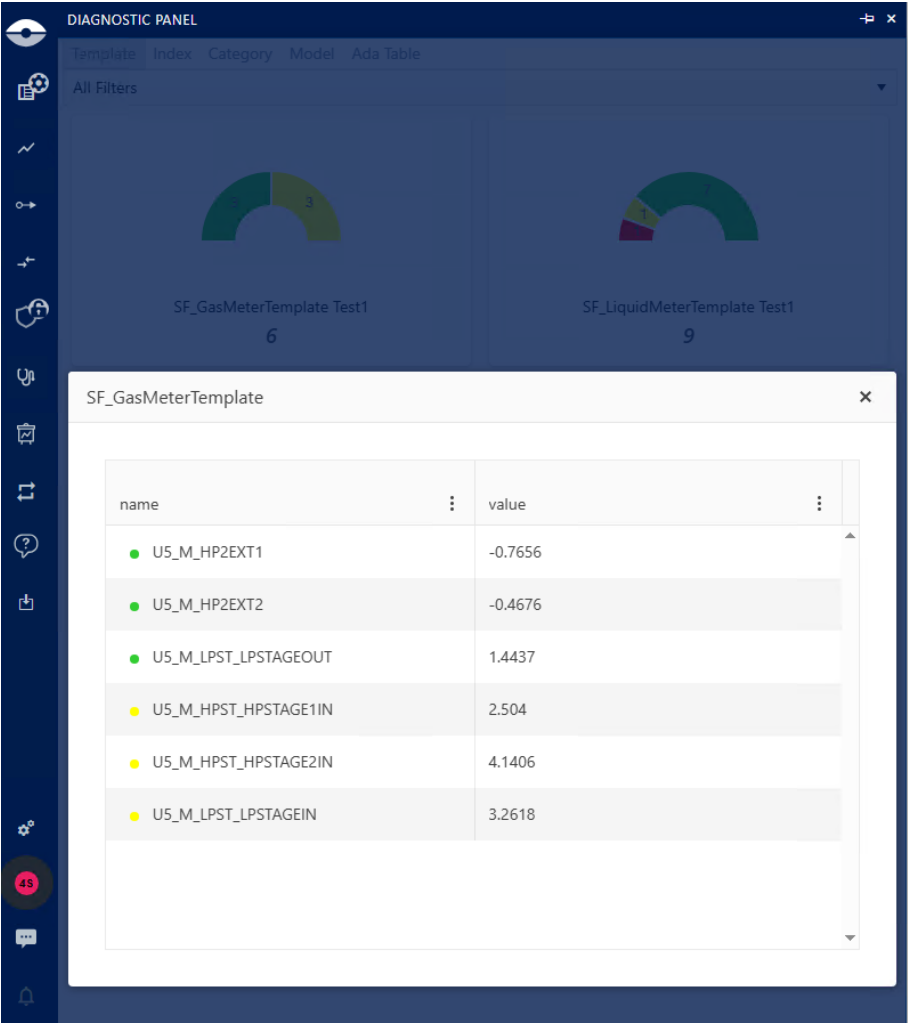 DIAGNOSTIC PANEL
Template Index Category Model Ada Table
All Filters
3 3
7
1
SF_GasMeterTemplate Test1
6
SF_LiquidMeterTemplate Test1
9
SF_GasMeterTemplate
name value
U5_M_HP2EXT1 -0.7656
U5_M_HP2EXT2 -0.4676
U5_M_LPST_LPSTAGEOUT 1.4437
U5_M_HPST_HPSTAGE1IN 2.504
U5_M_HPST_HPSTAGE2IN 4.1406
U5_M_LPST_LPSTAGEIN 3.2618
4S